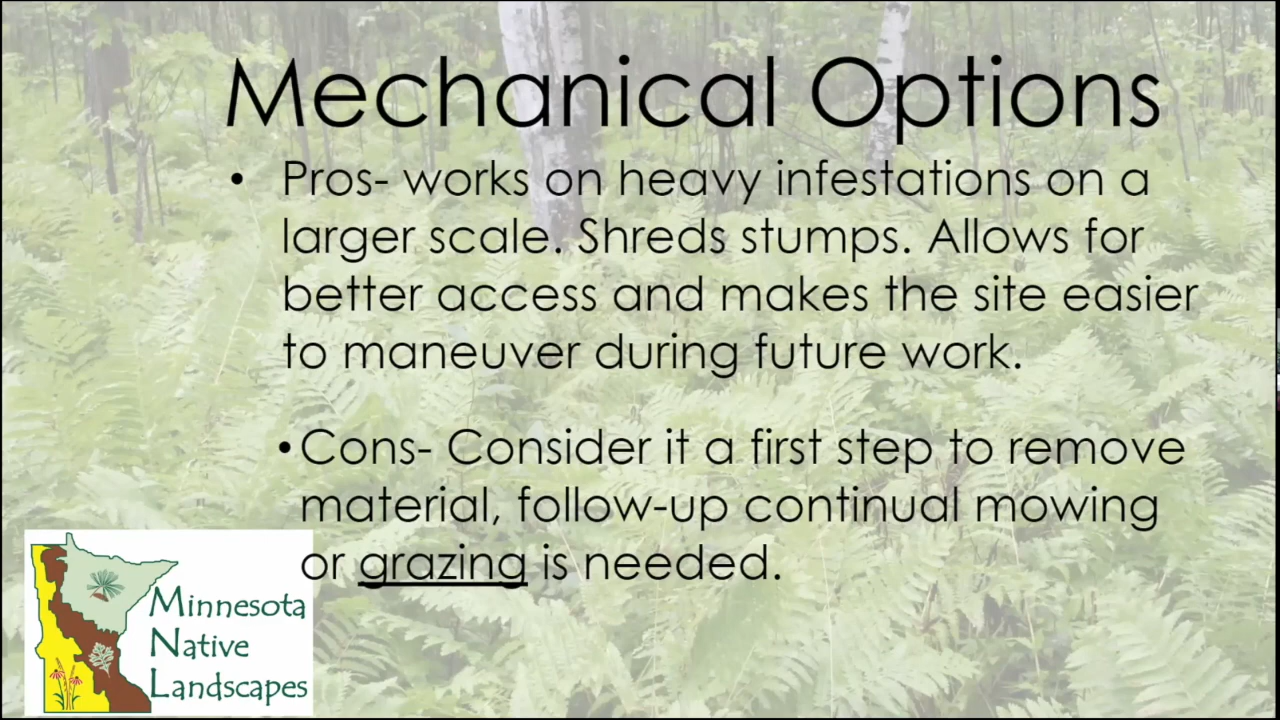 Mechanical Options
• Pros- works on heavy infestations on a
larger scale. Shreds stumps. Allows for
better access and makes the site easier
to maneuver during future work.
•Cons- Consider it a first step to remove
material, follow-up continual mowing
or grazing is needed.
Minnesota
Native
Landscapes